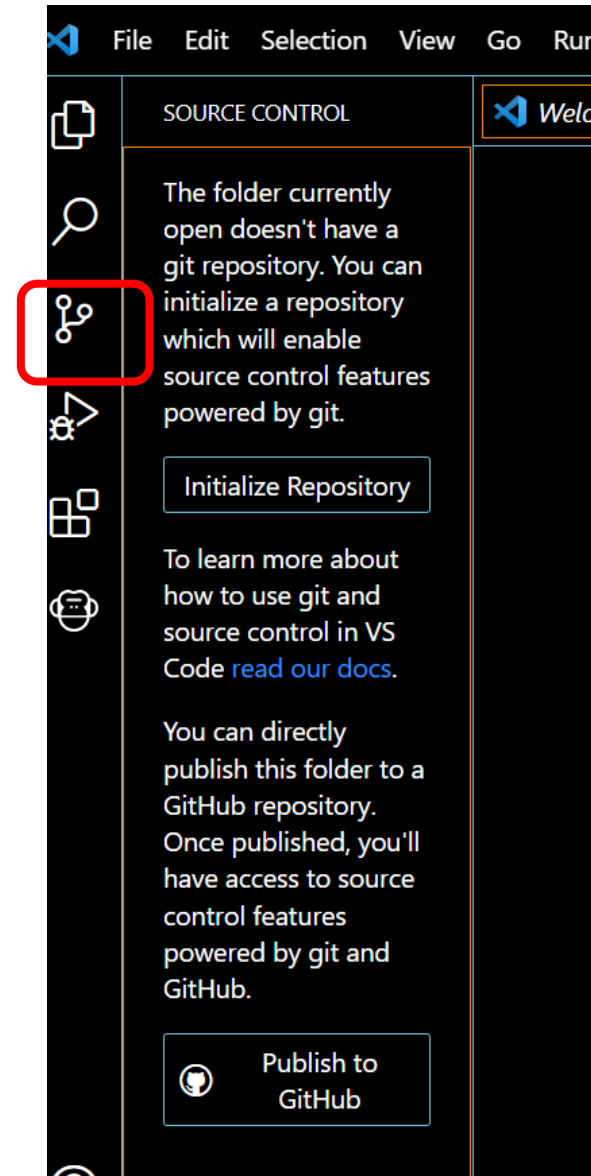 File Edit Selection View Go Run
SOURCE CONTROL
Welc
The folder currently
open doesn't have a
git repository. You can
initialize a repository
which will enable
source control features
powered by git.
Initialize Repository
To learn more about
how to use git and
source control in VS
Code read our docs.
You can directly
publish this folder to a
GitHub repository.
Once published, you'll
have access to source
control features
powered by git and
GitHub.
Publish to
GitHub